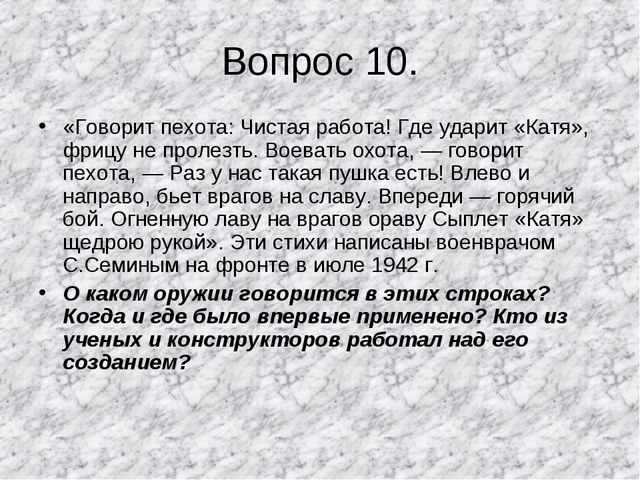 Вопрос 10.
• «Говорит пехота: Чистая работа! Где ударит «Катя»,
фрицу не пролезть. Воевать охота, — говорит
пехота, — Раз у нас такая пушка есть! Влево и
направо, бьет врагов на славу. Впереди — горячий
бой. Огненную лаву на врагов ораву Сыплет «Катя»
щедрою рукой». Эти стихи написаны военврачом
С.Семиным на фронте в июле 1942 г.
• О каком оружии говорится в этих строках?
Когда и где было впервые применено? Кто из
ученых и конструкторов работал над его
созданием?